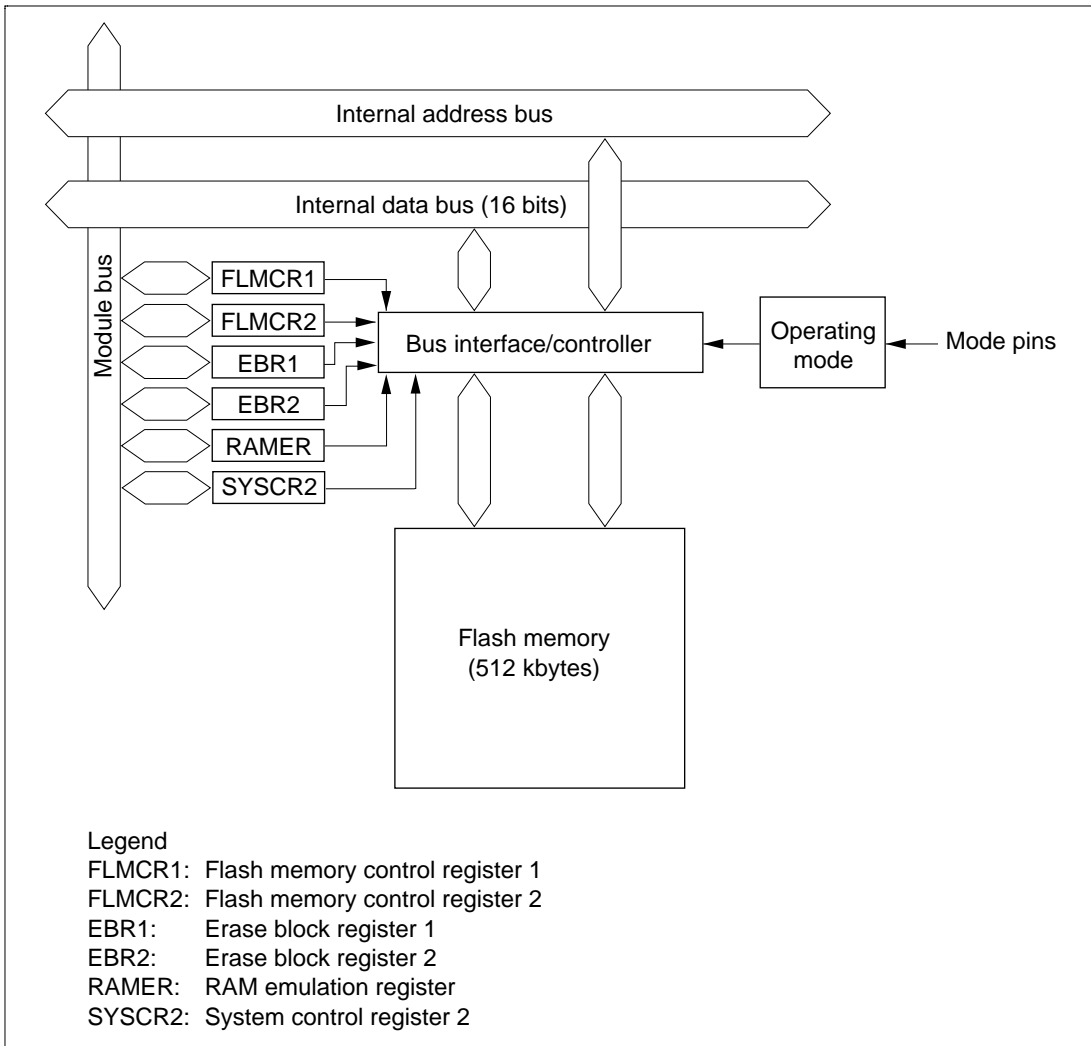 Internal address bus
Internal data bus (16 bits)
Module bus
FLMCR1
FLMCR2
EBR1
EBR2
RAMER
SYSCR2
Bus interface/controller
Operating
mode
Mode pins
Flash memory
(512 kbytes)
Legend
FLMCR1: Flash memory control register 1
FLMCR2: Flash memory control register 2
EBR1: Erase block register 1
EBR2: Erase block register 2
RAMER: RAM emulation register
SYSCR2: System control register 2